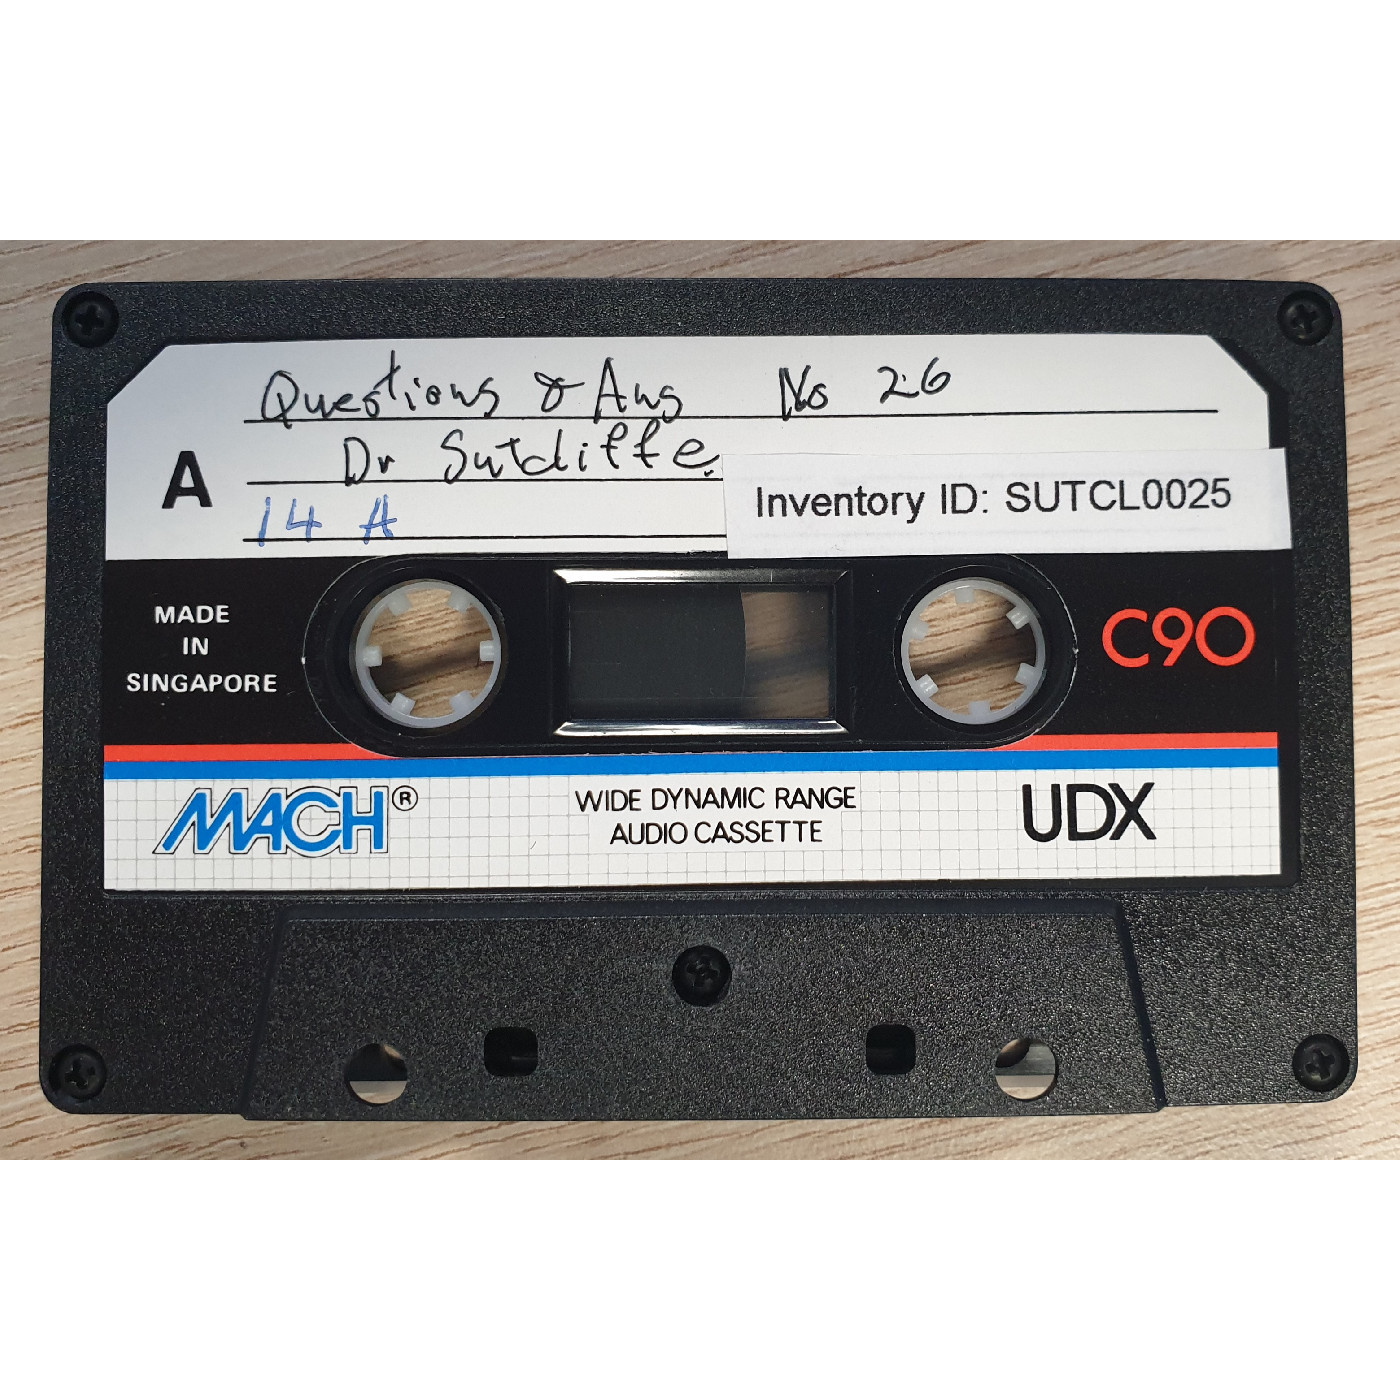 Questions & Ans No 26
Dr Sutcliffe.
A
14 A
Inventory ID: SUTCL0025
MADE
IN
SINGAPORE
C90
MACH®
WIDE DYNAMIC RANGE
AUDIO CASSETTE
UDX